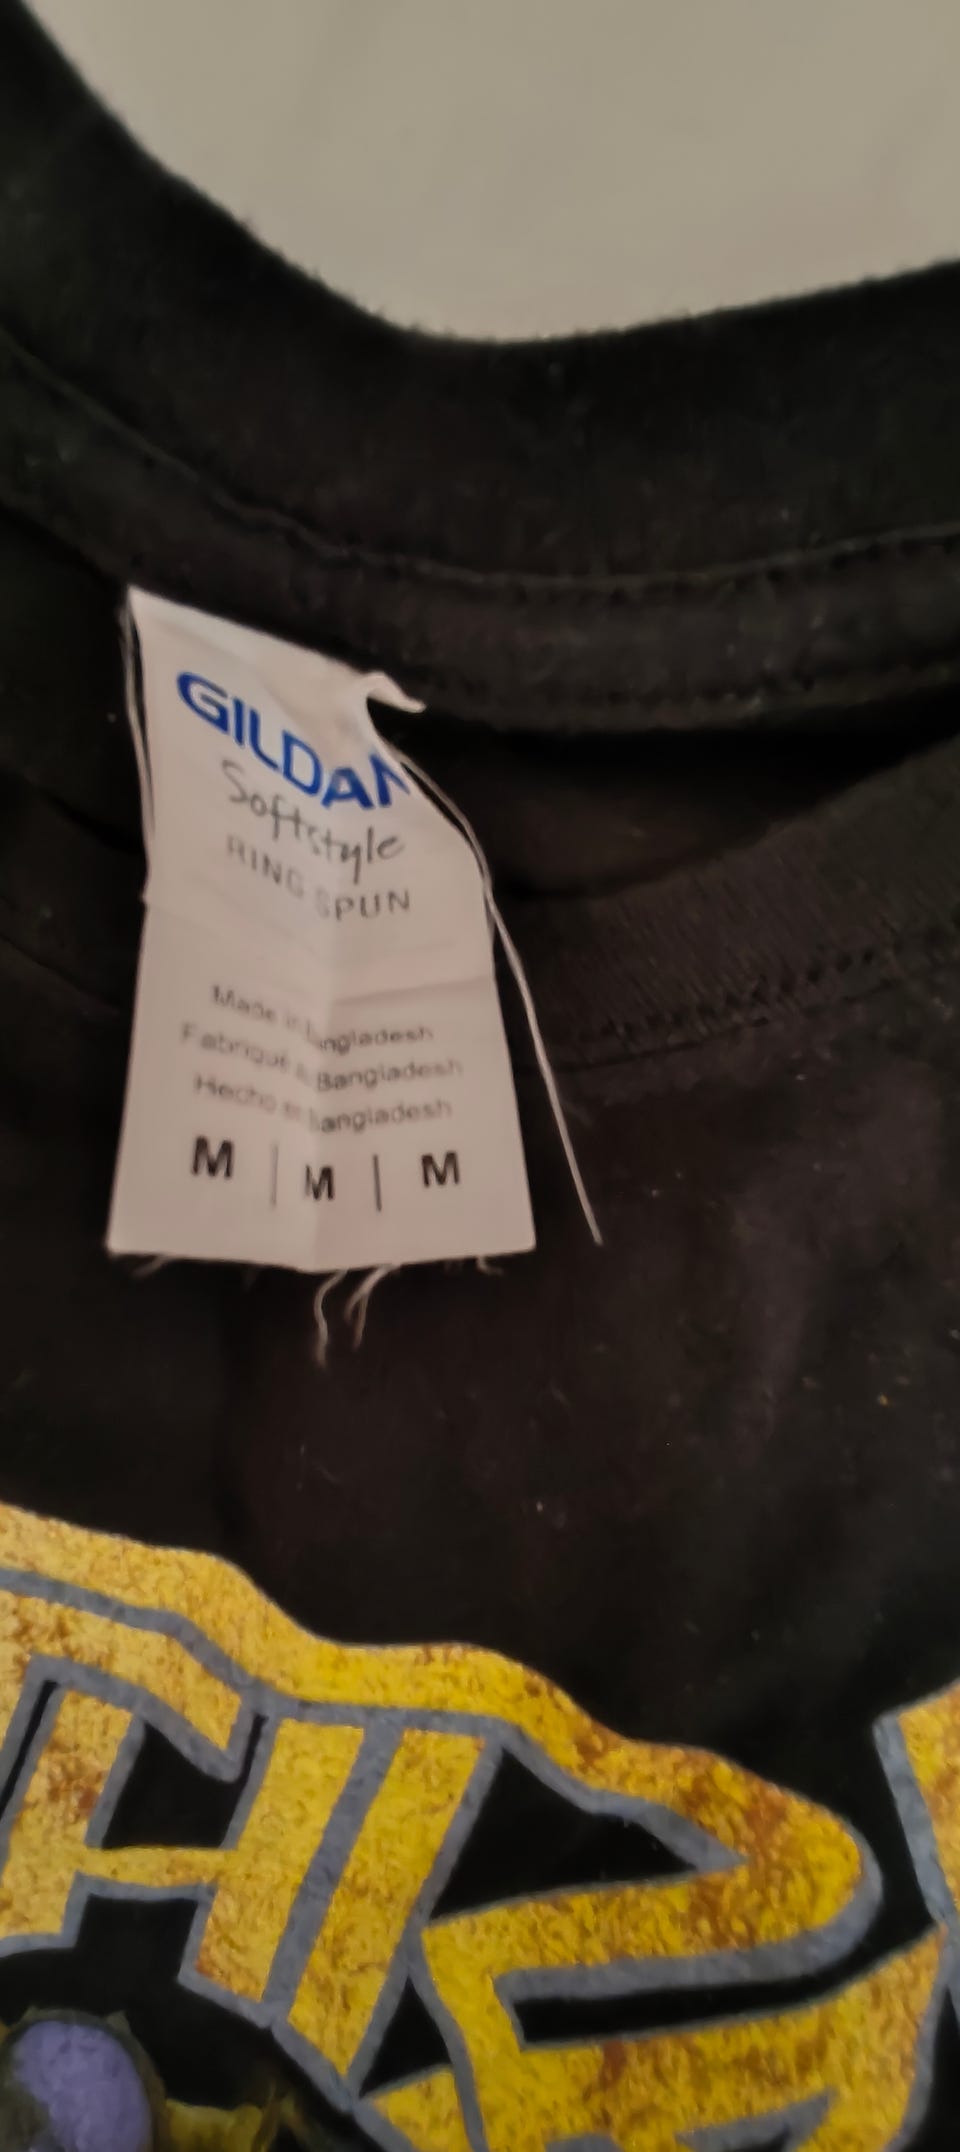 GILDAN
Softstyle
RING SPUN
Made in Bangladesh
Fabriqué au Bangladesh
Hecho en Bangladesh
M | M | M